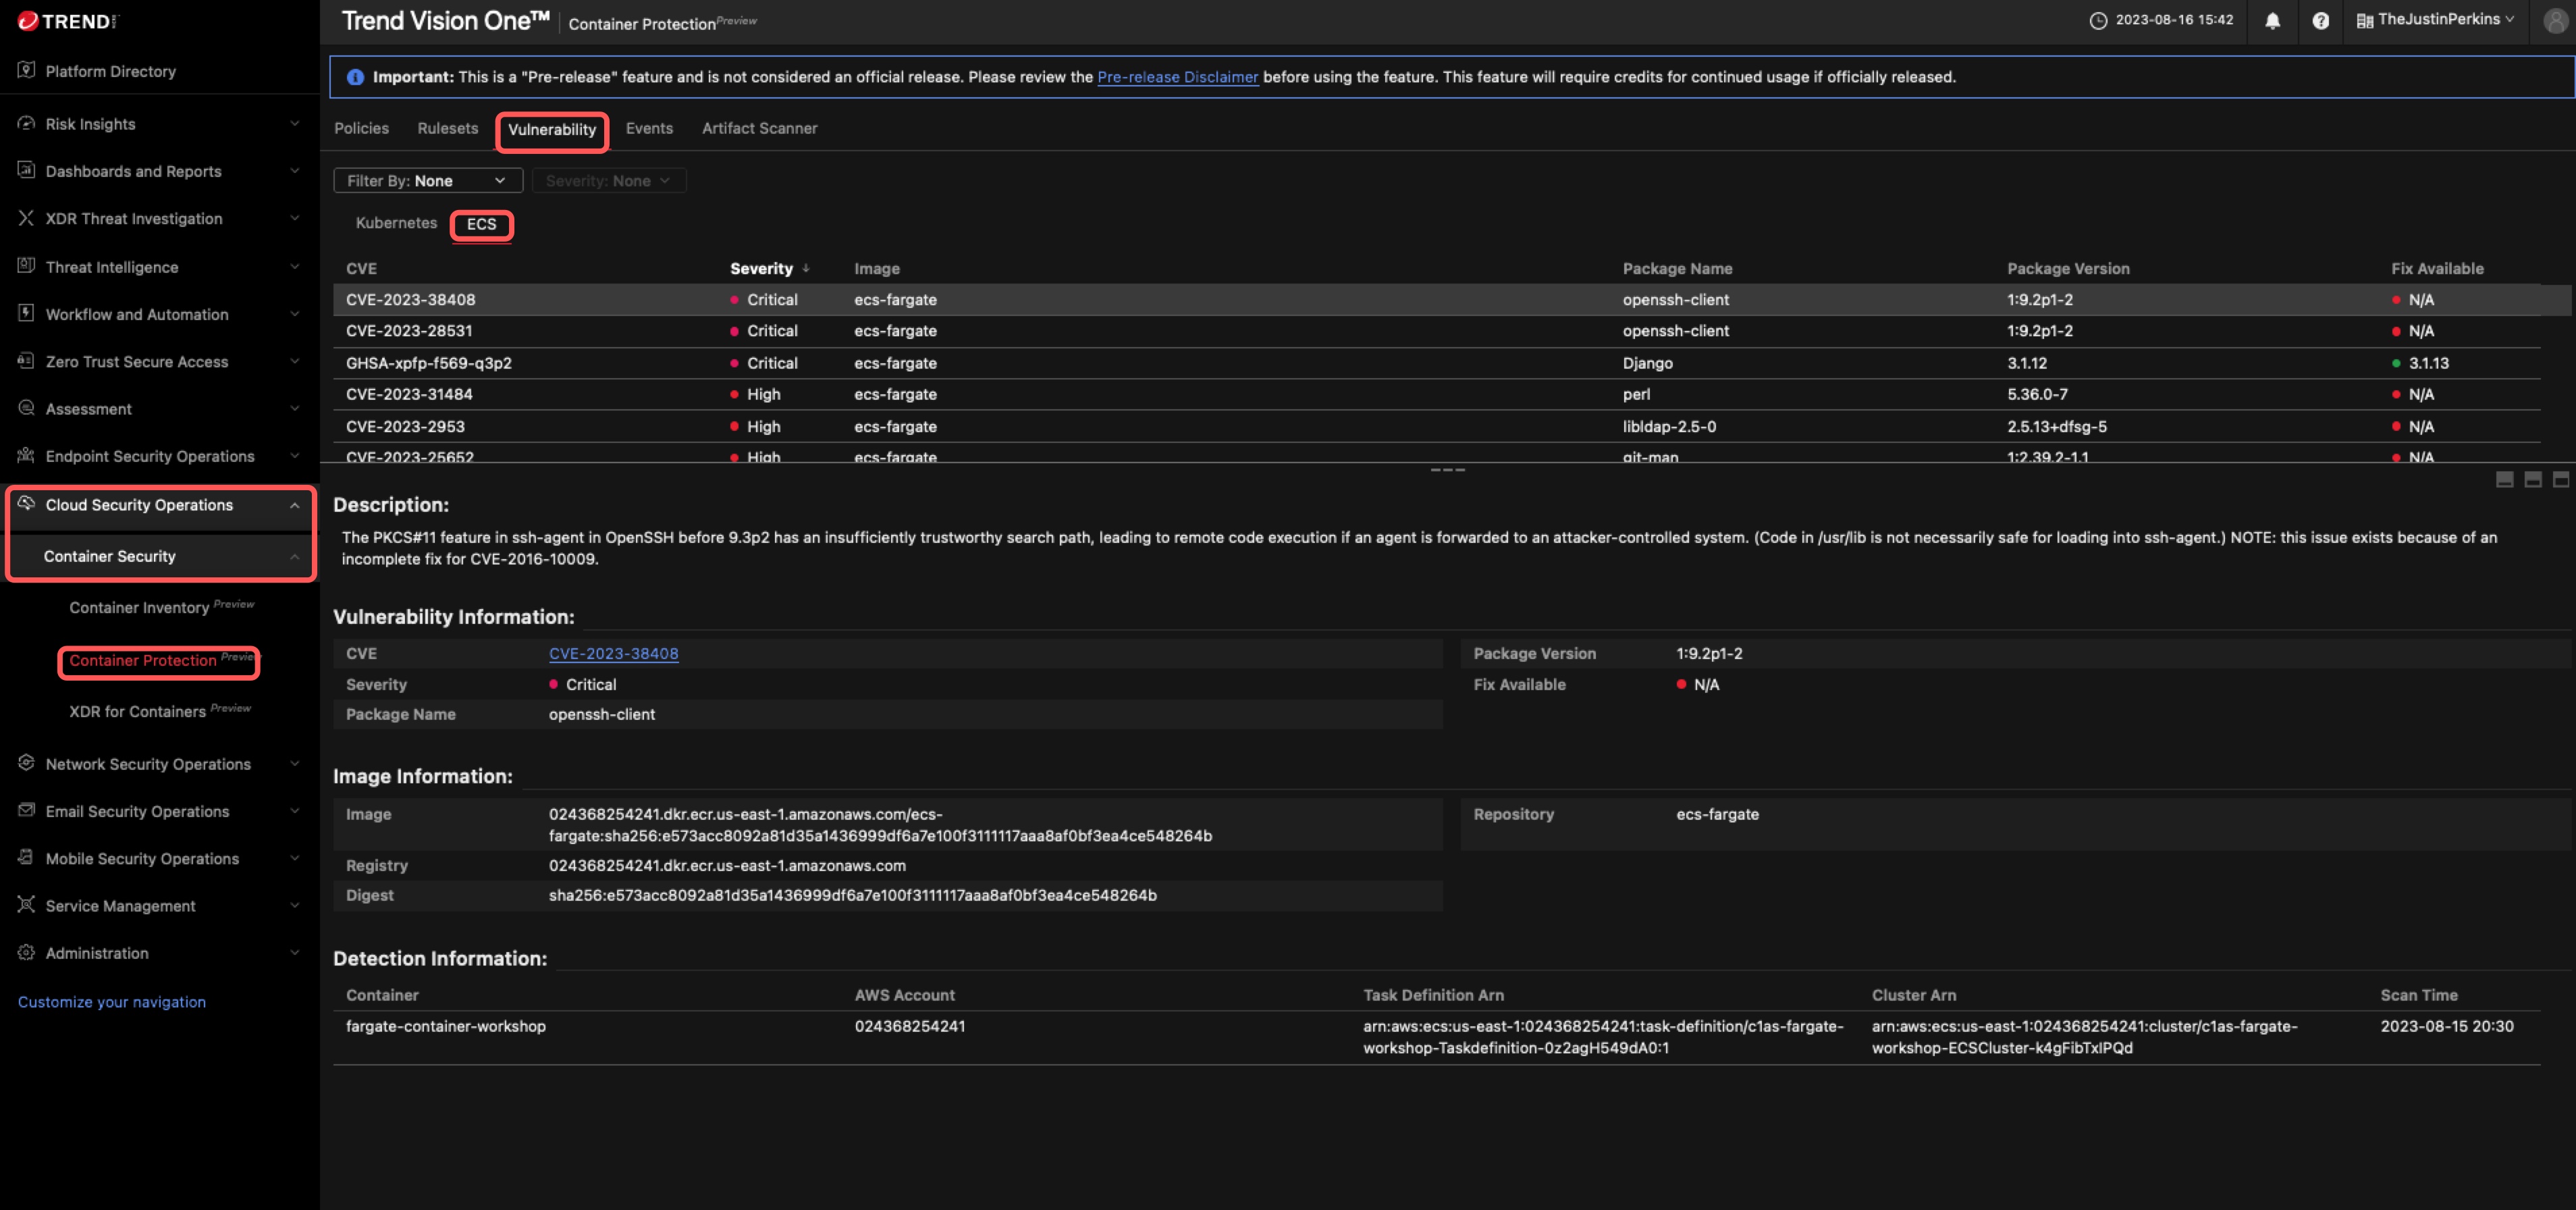 TREND
Trend Vision One™ Container Protection Preview
2023-08-16 15:42
TheJustinPerkins
Platform Directory
Risk Insights
Dashboards and Reports
XDR Threat Investigation
Threat Intelligence
Workflow and Automation
Zero Trust Secure Access
Assessment
Endpoint Security Operations
Cloud Security Operations
Container Security
Container Inventory Preview
Container Protection Preview
XDR for Containers Preview
Network Security Operations
Email Security Operations
Mobile Security Operations
Service Management
Administration
Customize your navigation
Important: This is a "Pre-release" feature and is not considered an official release. Please review the Pre-release Disclaimer before using the feature. This feature will require credits for continued usage if officially released.
Policies Rulesets Vulnerability Events Artifact Scanner
Filter By: None Severity: None
Kubernetes ECS
CVE Severity Image Package Name Package Version Fix Available
CVE-2023-38408 Critical ecs-fargate openssh-client 1:9.2p1-2 N/A
CVE-2023-28531 Critical ecs-fargate openssh-client 1:9.2p1-2 N/A
GHSA-xpfp-f569-q3p2 Critical ecs-fargate Django 3.1.12 3.1.13
CVE-2023-31484 High ecs-fargate perl 5.36.0-7 N/A
CVE-2023-2953 High ecs-fargate libldap-2.5-0 2.5.13+dfsg-5 N/A
CVE-2023-25652 High ecs-fargate git-man 1:2.39.2-1.1 N/A
Description:
The PKCS#11 feature in ssh-agent in OpenSSH before 9.3p2 has an insufficiently trustworthy search path, leading to remote code execution if an agent is forwarded to an attacker-controlled system. (Code in /usr/lib is not necessarily safe for loading into ssh-agent.) NOTE: this issue exists because of an
incomplete fix for CVE-2016-10009.
Vulnerability Information:
CVE CVE-2023-38408 Package Version 1:9.2p1-2
Severity Critical Fix Available N/A
Package Name openssh-client
Image Information:
Image 024368254241.dkr.ecr.us-east-1.amazonaws.com/ecs- Repository ecs-fargate
fargate:sha256:e573acc8092a81d35a1436999df6a7e100f3111117aaa8af0bf3ea4ce548264b
Registry 024368254241.dkr.ecr.us-east-1.amazonaws.com
Digest sha256:e573acc8092a81d35a1436999df6a7e100f3111117aaa8af0bf3ea4ce548264b
Detection Information:
Container AWS Account Task Definition Arn Cluster Arn Scan Time
fargate-container-workshop 024368254241 arn:aws:ecs:us-east-1:024368254241:task-definition/c1as-fargate- arn:aws:ecs:us-east-1:024368254241:cluster/c1as-fargate- 2023-08-15 20:30
workshop-Taskdefinition-0z2agH549dA0:1 workshop-ECSCluster-k4gFibTxlPQd